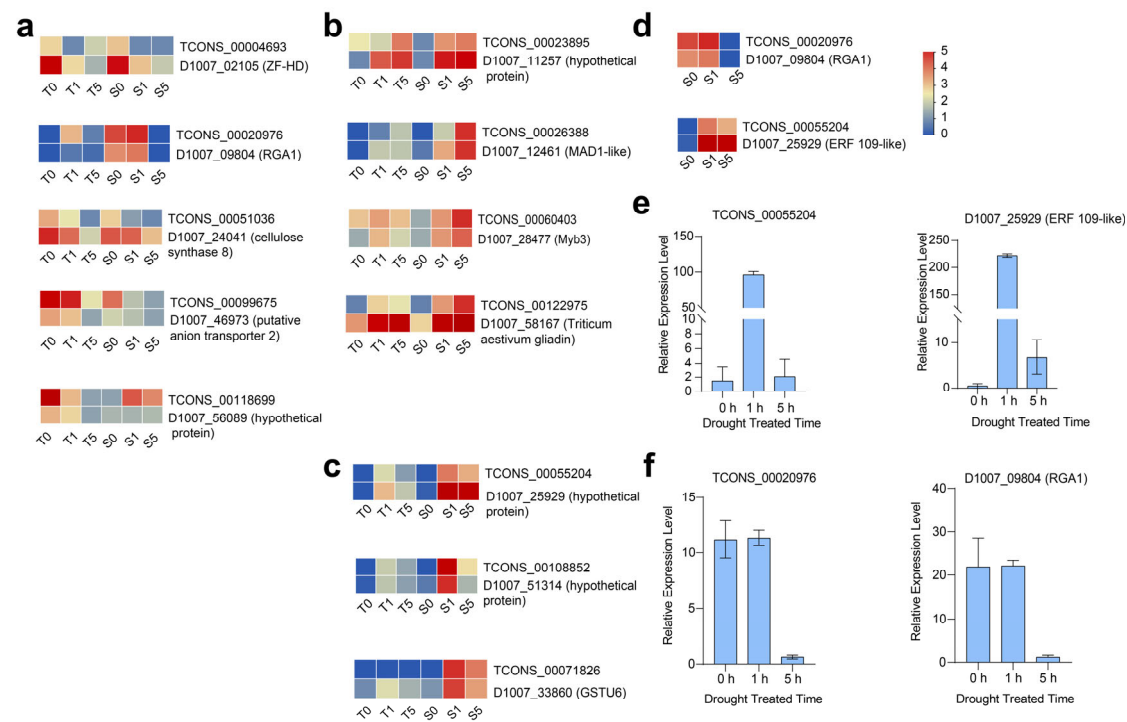 a
TCONS_00004693
D1007_02105 (ZF-HD)
T0 T1 T5 S0 S1 S5
TCONS_00020976
D1007_09804 (RGA1)
T0 T1 T5 S0 S1 S5
TCONS_00051036
D1007_24041 (cellulose
synthase 8)
T0 T1 T5 S0 S1 S5
TCONS_00099675
D1007_46973 (putative
anion transporter 2)
T0 T1 T5 S0 S1 S5
TCONS_00118699
D1007_56089 (hypothetical
protein)
T0 T1 T5 S0 S1 S5
b
TCONS_00023895
D1007_11257 (hypothetical
protein)
T0 T1 T5 S0 S1 S5
TCONS_00026388
D1007_12461 (MAD1-like)
T0 T1 T5 S0 S1 S5
TCONS_00060403
D1007_28477 (Myb3)
T0 T1 T5 S0 S1 S5
TCONS_00122975
D1007_58167 (Triticum
aestivum gliadin)
T0 T1 T5 S0 S1 S5
c
TCONS_00055204
D1007_25929 (hypothetical
protein)
T0 T1 T5 S0 S1 S5
TCONS_00108852
D1007_51314 (hypothetical
protein)
T0 T1 T5 S0 S1 S5
TCONS_00071826
D1007_33860 (GSTU6)
T0 T1 T5 S0 S1 S5
d
TCONS_00020976
D1007_09804 (RGA1)
S0 S1 S5
TCONS_00055204
D1007_25929 (ERF 109-like)
S0 S1 S5
5
4
3
2
1
0
e
TCONS_00055204
Relative Expression Level
150
100
50
10
8
6
4
2
0
0 h 1 h 5 h
Drought Treated Time
D1007_25929 (ERF 109-like)
Relative Expression Level
250
200
100
10
0
0 h 1 h 5 h
Drought Treated Time
f
TCONS_00020976
Relative Expression Level
15
10
5
0
0 h 1 h 5 h
Drought Treated Time
D1007_09804 (RGA1)
Relative Expression Level
40
30
20
10
0
0 h 1 h 5 h
Drought Treated Time